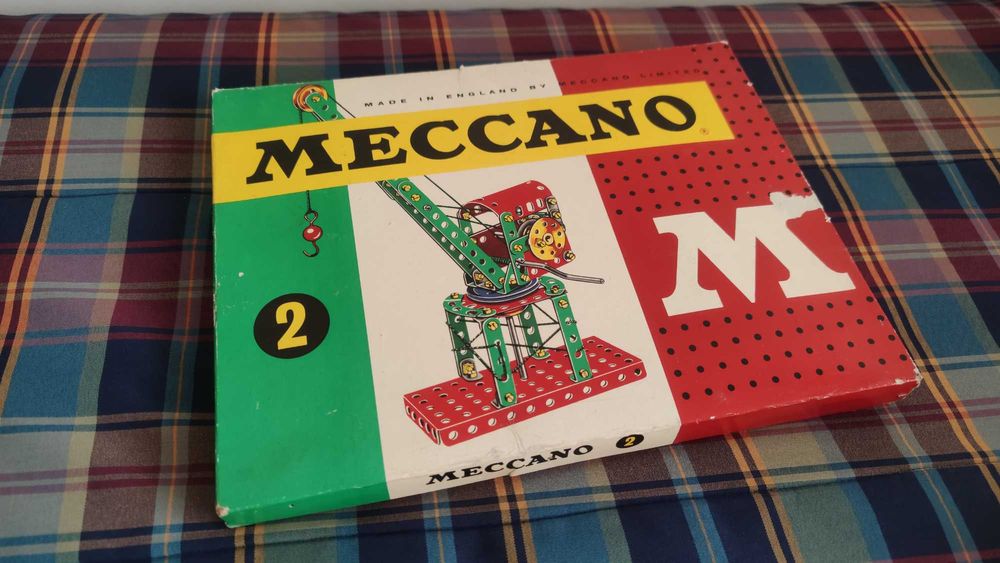 MADE IN ENGLAND BY MECCANO LIMITED
MECCANO
®
M
2
MECCANO 2